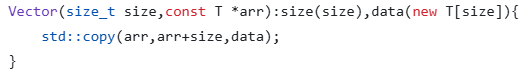 Vector(size_t size,const T *arr):size(size),data(new T[size]){
    std::copy(arr,arr+size,data);
}